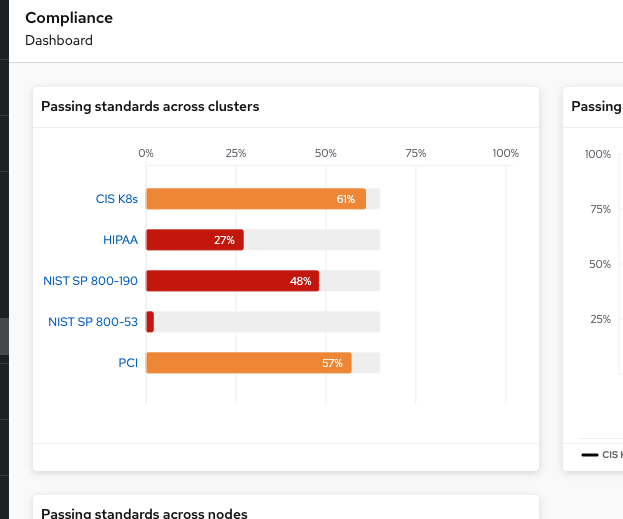 Compliance
Dashboard
Passing standards across clusters
0% 25% 50% 75% 100%
CIS K8s 61%
HIPAA 27%
NIST SP 800-190 48%
NIST SP 800-53
PCI 57%
Passing
100%
75%
50%
25%
CIS
Passing standards across nodes